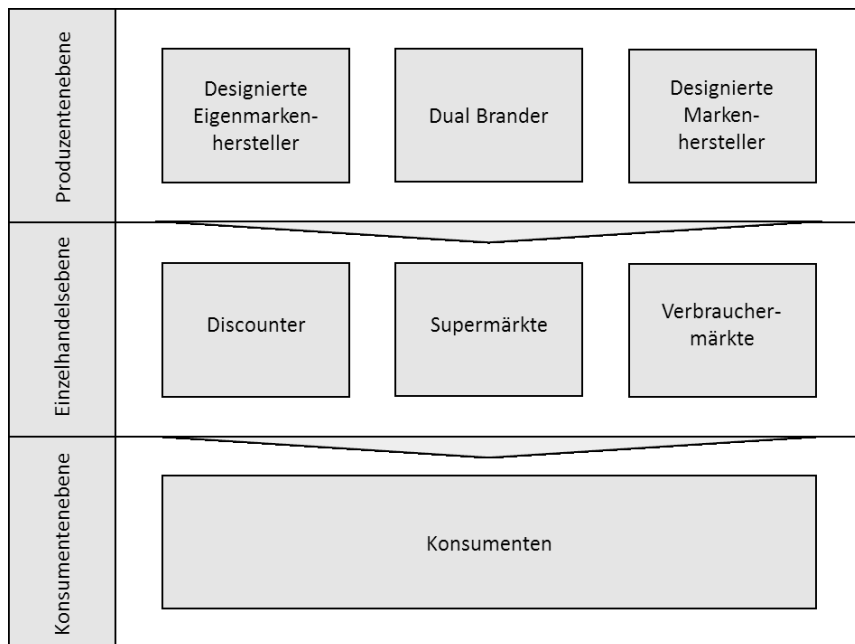 Produzentenebene
Designierte
Eigenmarken-
hersteller
Dual Brander
Designierte
Marken-
hersteller
Einzelhandelsebene
Discounter
Supermärkte
Verbraucher-
märkte
Konsumentenebene
Konsumenten